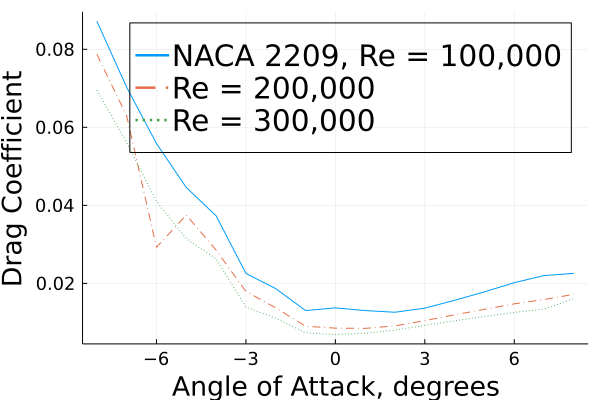 NACA 2209, Re = 100,000
Re = 200,000
Re = 300,000
Drag Coefficient
0.08
0.06
0.04
0.02
−6
−3
0
3
6
Angle of Attack, degrees